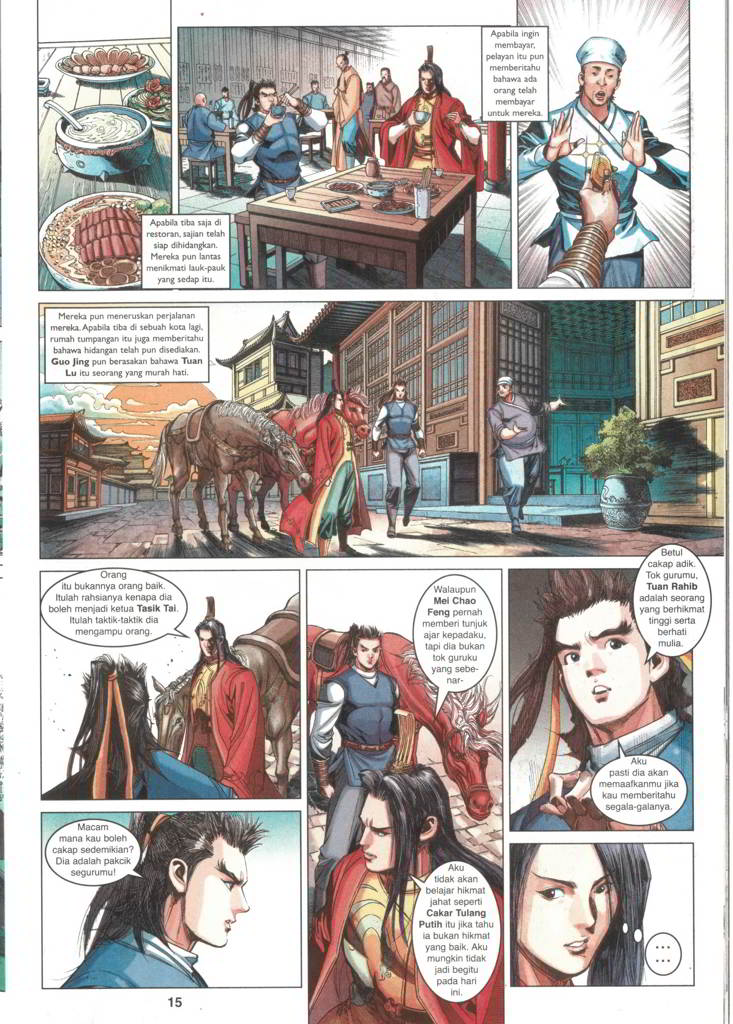 Apabila tiba saja di
restoran, sajian telah
siap dihidangkan.
Mereka pun lantas
menikmati lauk-pauk
yang sedap itu.
Apabila ingin
membayar,
pelayan itu pun
memberitahu
bahawa ada
orang telah
membayar
untuk mereka.
Mereka pun meneruskan perjalanan
mereka. Apabila tiba di sebuah kota lagi,
rumah tumpangan itu juga memberitahu
bahawa hidangan telah pun disediakan.
Guo Jing pun berasakan bahawa Tuan
Lu itu seorang yang murah hati.
Orang
itu bukannya orang baik.
Itulah rahsianya kenapa dia
boleh menjadi ketua Tasik Tai.
Itulah taktik-taktik dia
mengampu orang.
Macam
mana kau boleh
cakap sedemikian?
Dia adalah pakcik
segurumu!
Walaupun
Mei Chao
Feng pernah
memberi tunjuk
ajar kepadaku,
tapi dia bukan
tok guruku
yang sebe-
nar-
Aku
tidak akan
belajar hikmat
jahat seperti
Cakar Tulang
Putih itu jika tahu
ia bukan hikmat
yang baik. Aku
mungkin tidak
jadi begitu
pada hari
ini.
Betul
cakap adik.
Tok gurumu,
Tuan Rahib
adalah seorang
yang berhikmat
tinggi serta
berhati
mulia.
Aku
pasti dia akan
memaafkanmu jika
kau memberitahu
segala-galanya.
...
...
15